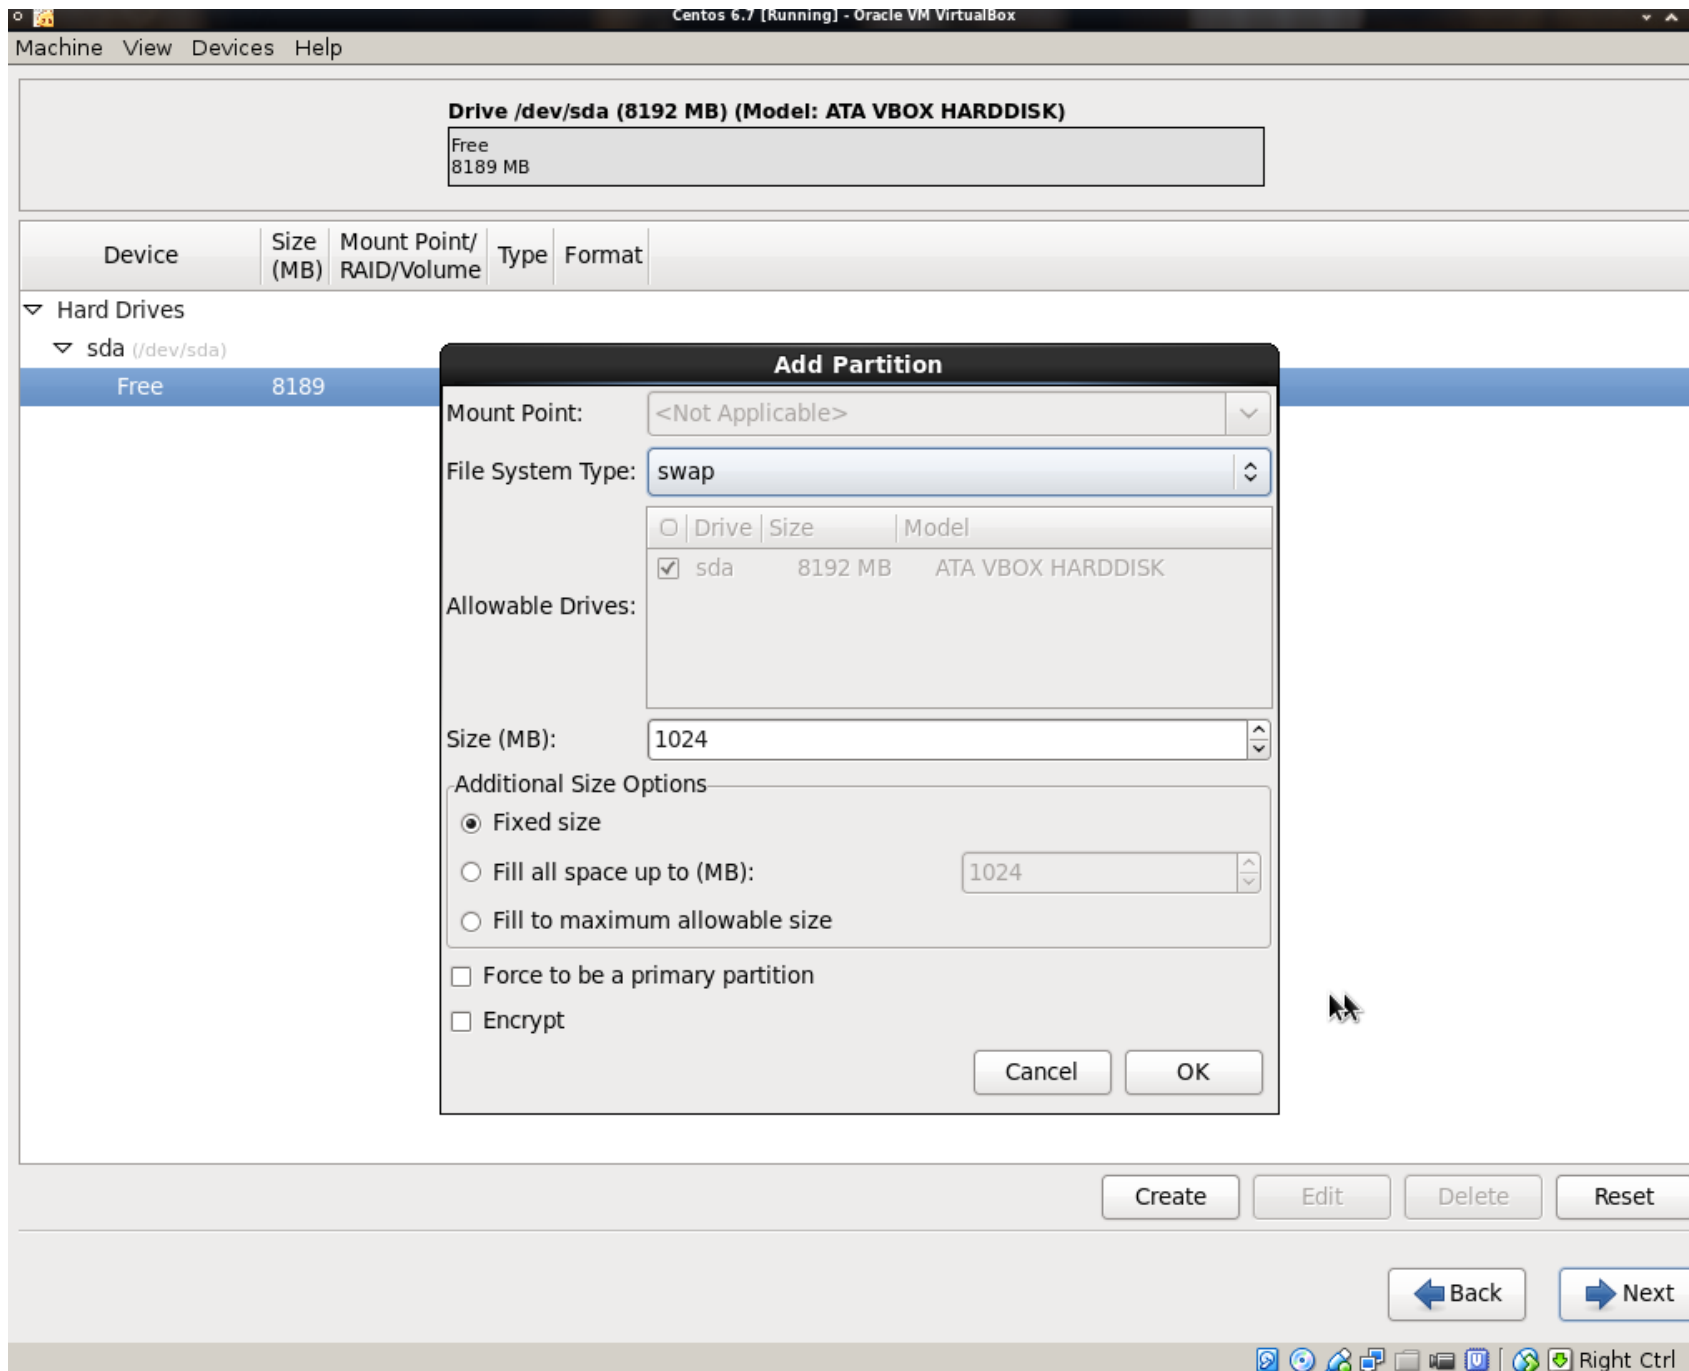 Centos 6.7 [Running] - Oracle VM VirtualBox
Machine View Devices Help
Drive /dev/sda (8192 MB) (Model: ATA VBOX HARDDISK)
Free
8189 MB
Device Size (MB) Mount Point/ RAID/Volume Type Format
Hard Drives
sda (/dev/sda)
Free 8189
Add Partition
Mount Point: <Not Applicable>
File System Type: swap
Drive Size Model
sda 8192 MB ATA VBOX HARDDISK
Allowable Drives:
Size (MB): 1024
Additional Size Options
Fixed size
Fill all space up to (MB): 1024
Fill to maximum allowable size
Force to be a primary partition
Encrypt
Cancel OK
Create Edit Delete Reset
Back Next
Right Ctrl